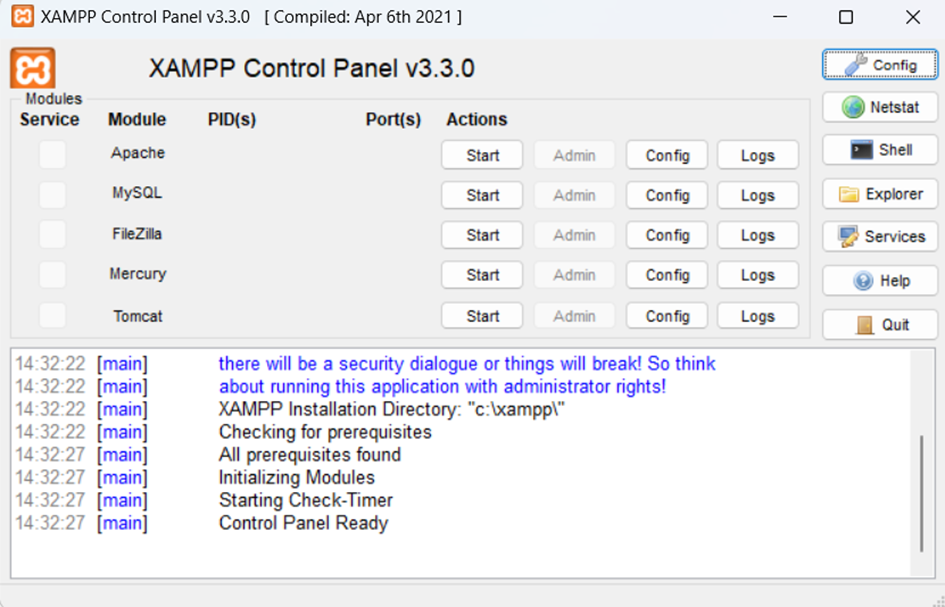 XAMPP Control Panel v3.3.0 [ Compiled: Apr 6th 2021 ]
XAMPP Control Panel v3.3.0
Config
Modules
Service Module PID(s) Port(s) Actions
Netstat
Apache Start Admin Config Logs
Shell
MySQL Start Admin Config Logs
Explorer
FileZilla Start Admin Config Logs
Services
Mercury Start Admin Config Logs
Help
Tomcat Start Admin Config Logs
Quit
14:32:22 [main] there will be a security dialogue or things will break! So think
14:32:22 [main] about running this application with administrator rights!
14:32:22 [main] XAMPP Installation Directory: "c:\xampp\"
14:32:22 [main] Checking for prerequisites
14:32:27 [main] All prerequisites found
14:32:27 [main] Initializing Modules
14:32:27 [main] Starting Check-Timer
14:32:27 [main] Control Panel Ready